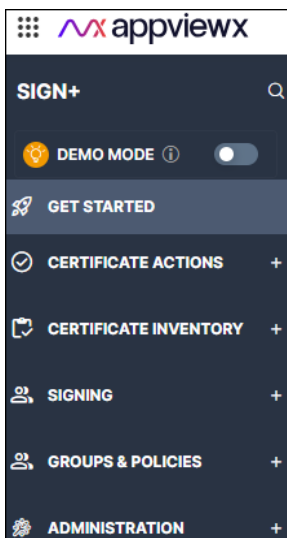 appviewx
SIGN+
DEMO MODE
GET STARTED
CERTIFICATE ACTIONS +
CERTIFICATE INVENTORY +
SIGNING +
GROUPS & POLICIES +
ADMINISTRATION +